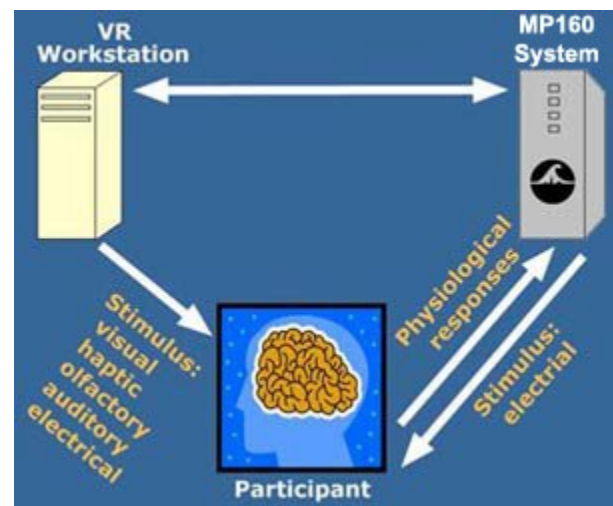 VR
Workstation
MP160
System
Stimulus:
visual
haptic
olfactory
auditory
electrical
Physiological
responses
Stimulus:
electrial
Participant